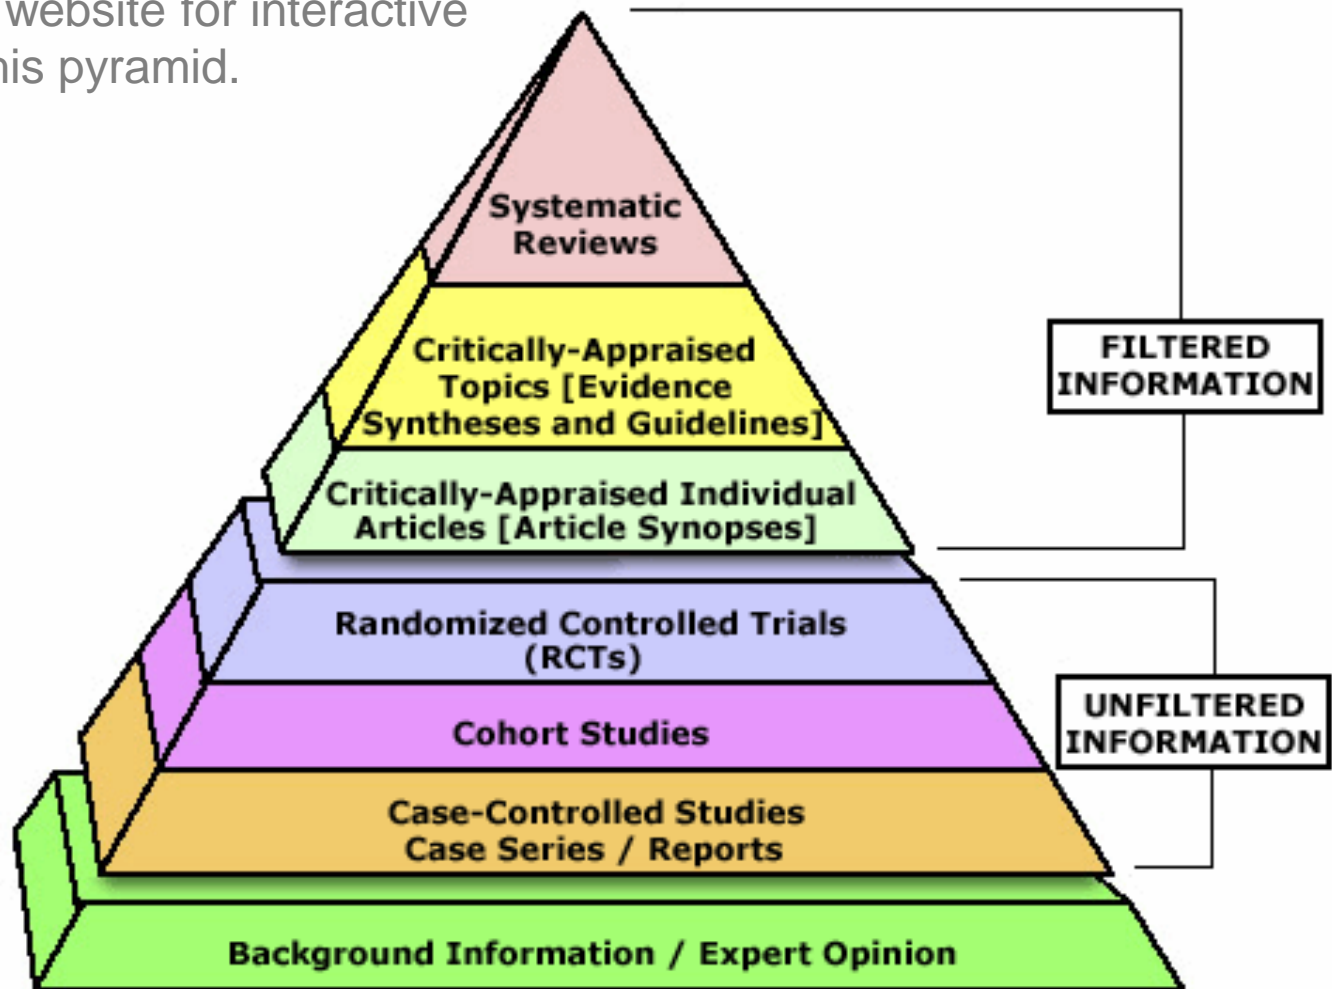 website for interactive
his pyramid.
Systematic
Reviews
Critically-Appraised
Topics [Evidence
Syntheses and Guidelines]
Critically-Appraised Individual
Articles [Article Synopses]
FILTERED
INFORMATION
Randomized Controlled Trials
(RCTs)
Cohort Studies
Case-Controlled Studies
Case Series / Reports
UNFILTERED
INFORMATION
Background Information / Expert Opinion